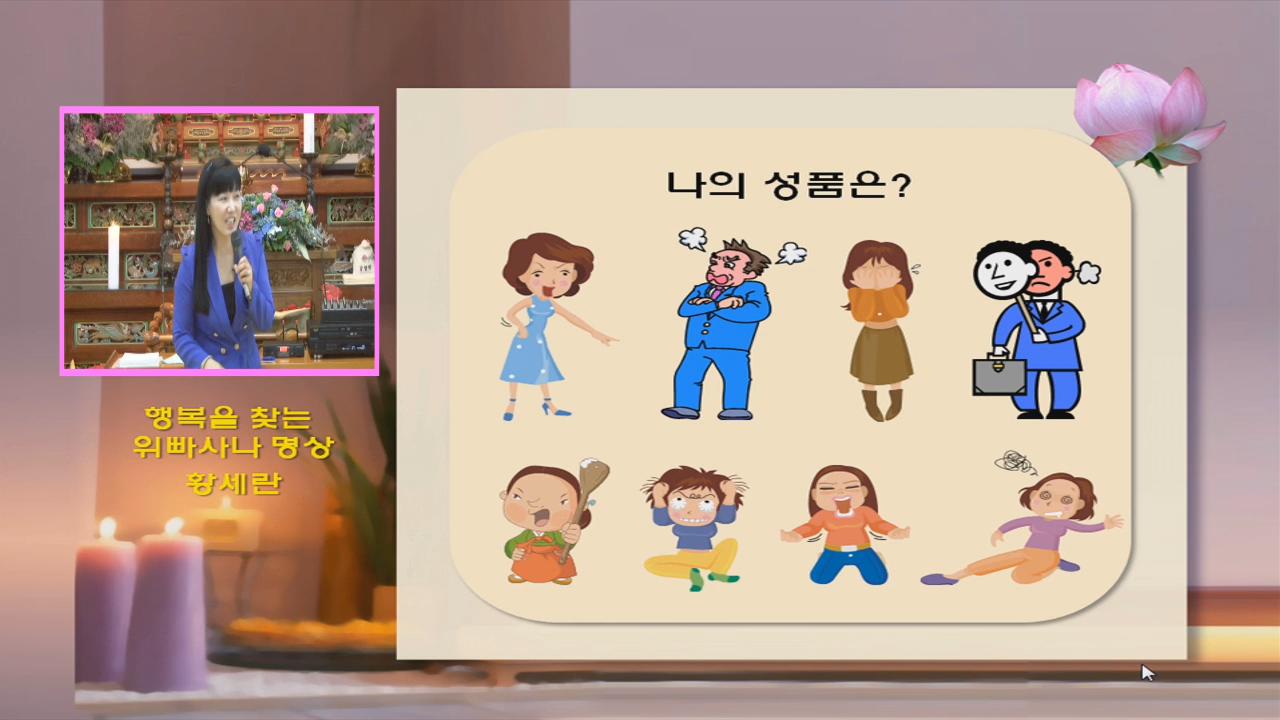 나의 성품은?
행복을 찾는
위빠사나 명상
황세란